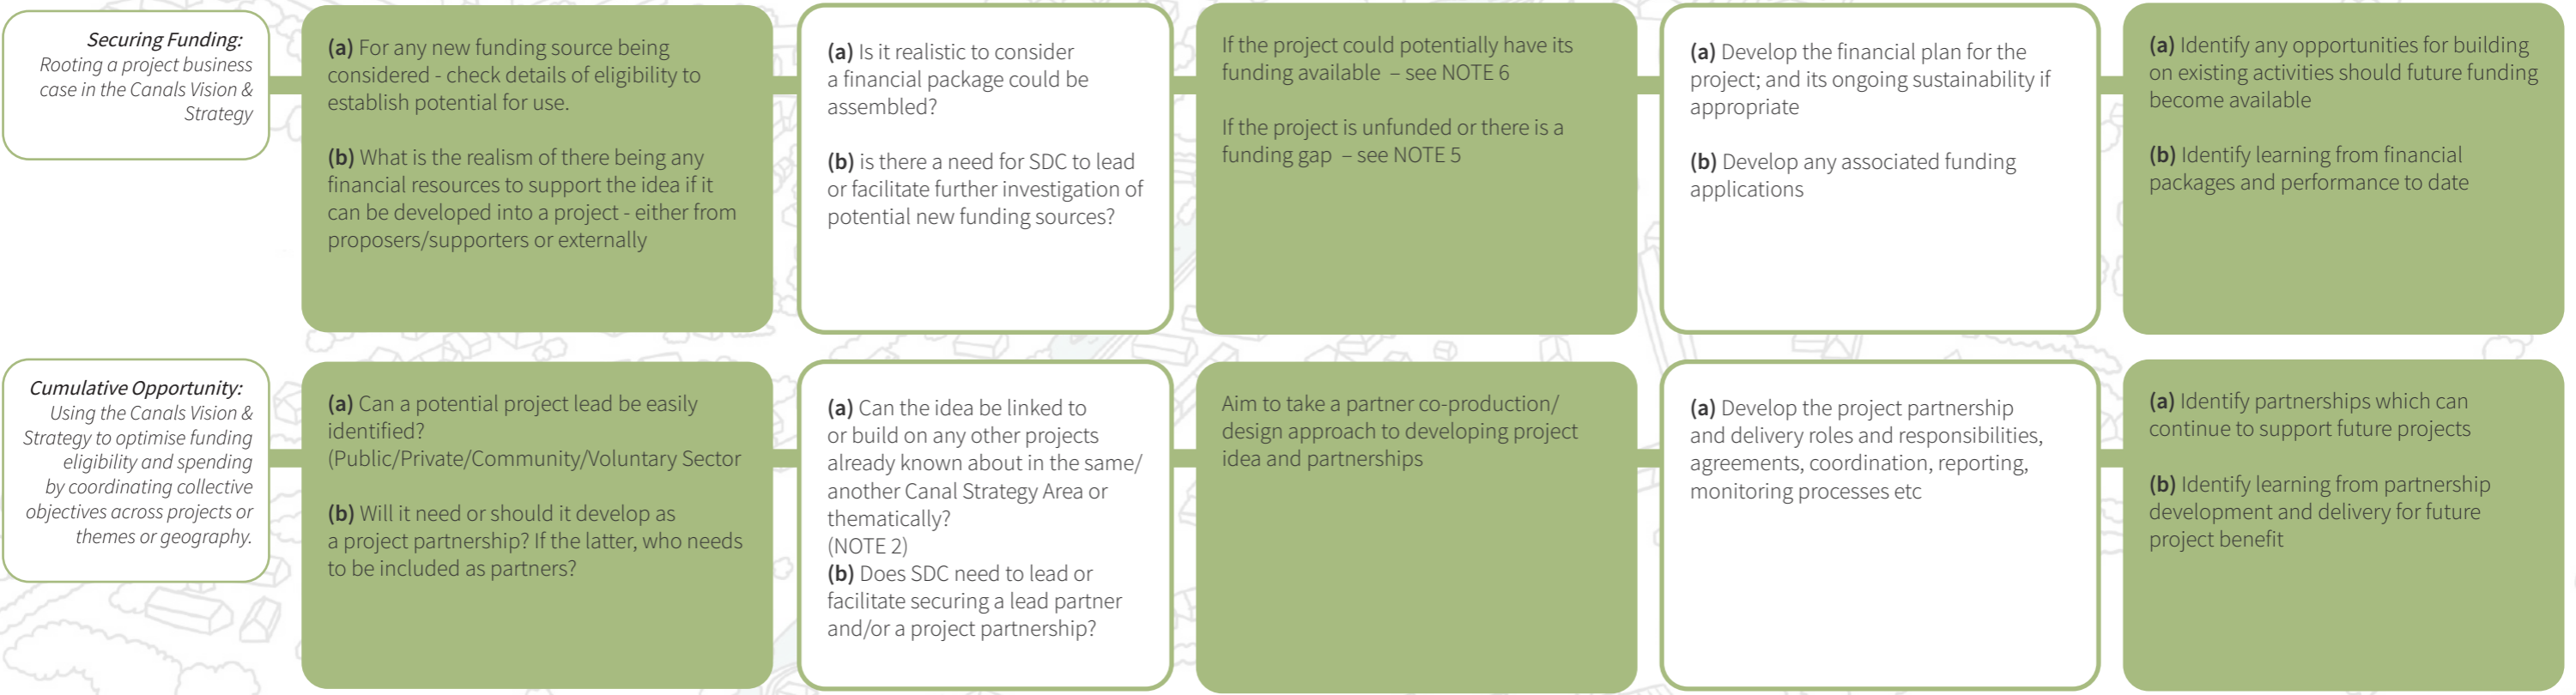 Securing Funding:
Rooting a project business
case in the Canals Vision &
Strategy
(a) For any new funding source being
considered - check details of eligibility to
establish potential for use.
(b) What is the realism of there being any
financial resources to support the idea if it
can be developed into a project - either from
proposers/supporters or externally
(a) Is it realistic to consider
a financial package could be
assembled?
(b) is there a need for SDC to lead
or facilitate further investigation of
potential new funding sources?
If the project could potentially have its
funding available – see NOTE 6
If the project is unfunded or there is a
funding gap – see NOTE 5
(a) Develop the financial plan for the
project; and its ongoing sustainability if
appropriate
(b) Develop any associated funding
applications
(a) Identify any opportunities for building
on existing activities should future funding
become available
(b) Identify learning from financial
packages and performance to date
Cumulative Opportunity:
Using the Canals Vision &
Strategy to optimise funding
eligibility and spending
by coordinating collective
objectives across projects or
themes or geography.
(a) Can a potential project lead be easily
identified?
(Public/Private/Community/Voluntary Sector
(b) Will it need or should it develop as
a project partnership? If the latter, who needs
to be included as partners?
(a) Can the idea be linked to
or build on any other projects
already known about in the same/
another Canal Strategy Area or
thematically?
(NOTE 2)
(b) Does SDC need to lead or
facilitate securing a lead partner
and/or a project partnership?
Aim to take a partner co-production/
design approach to developing project
idea and partnerships
(a) Develop the project partnership
and delivery roles and responsibilities,
agreements, coordination, reporting,
monitoring processes etc
(a) Identify partnerships which can
continue to support future projects
(b) Identify learning from partnership
development and delivery for future
project benefit